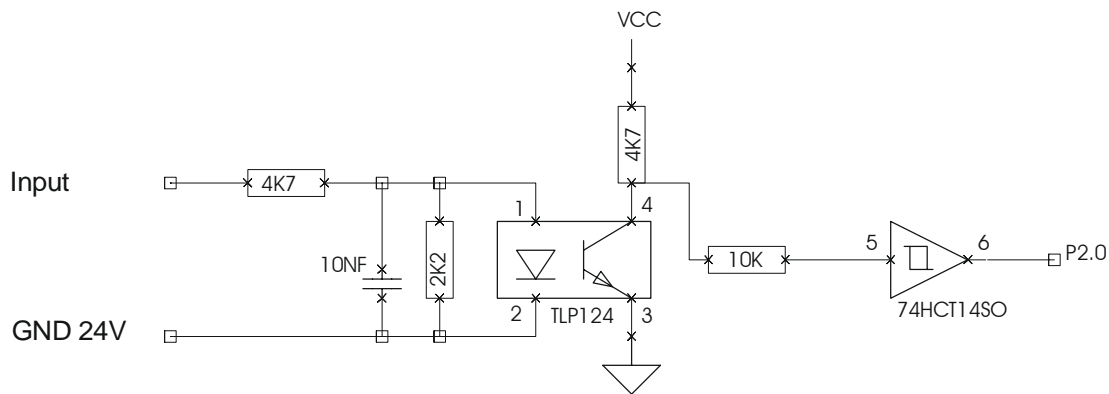 VCC
4K7
Input
4K7
1
4
10NF
2K2
10K
5
6
P2.0
2
TLP124
3
74HCT14SO
GND 24V